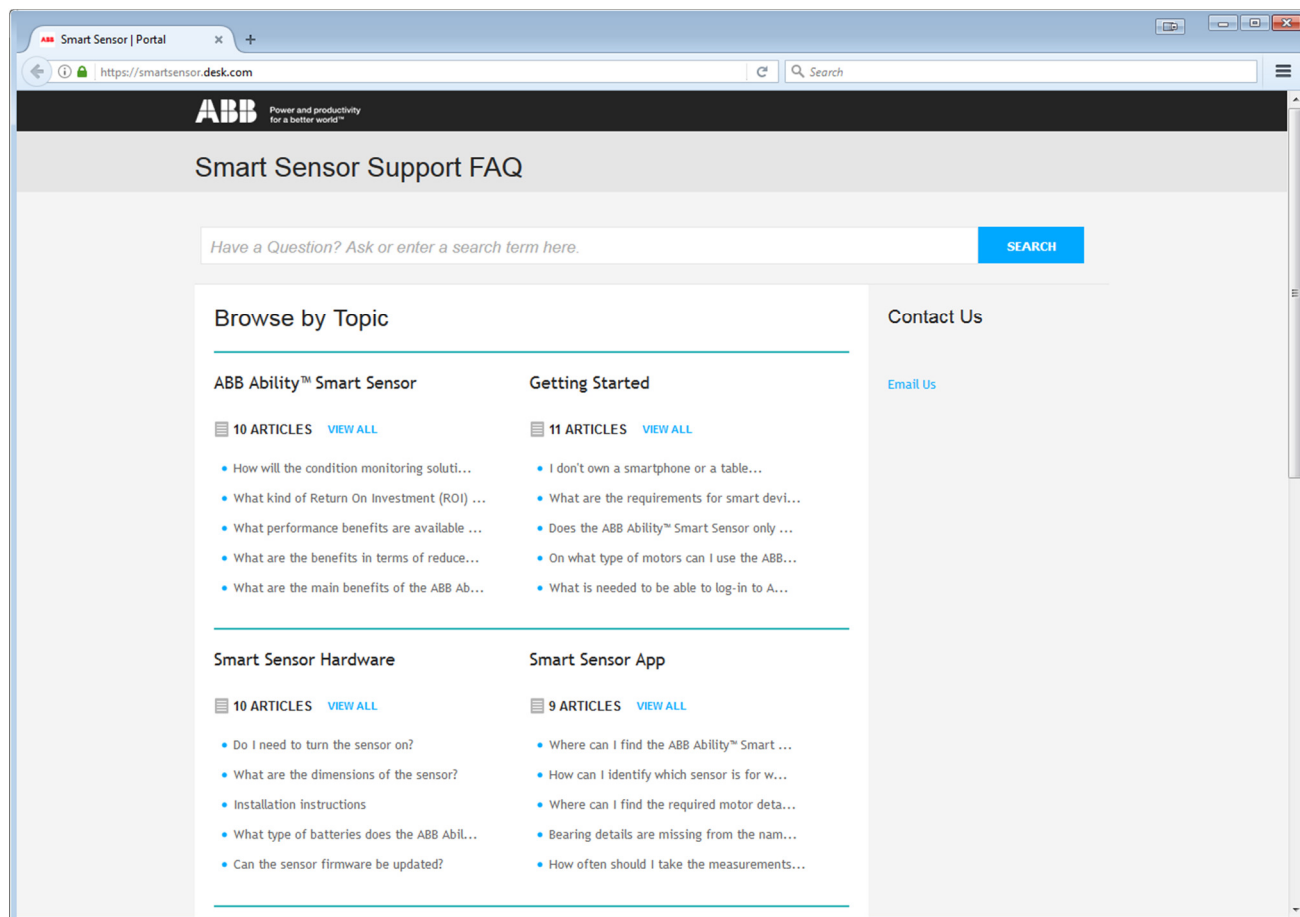 ABB Smart Sensor | Portal
https://smartsensor.desk.com
Search
ABB Power and productivity
for a better world™
Smart Sensor Support FAQ
Have a Question? Ask or enter a search term here.
SEARCH
Browse by Topic
ABB Ability™ Smart Sensor
10 ARTICLES VIEW ALL
How will the condition monitoring soluti...
What kind of Return On Investment (ROI) ...
What performance benefits are available ...
What are the benefits in terms of reduce...
What are the main benefits of the ABB Ab...
Getting Started
11 ARTICLES VIEW ALL
I don't own a smartphone or a table...
What are the requirements for smart devi...
Does the ABB Ability™ Smart Sensor only ...
On what type of motors can I use the ABB...
What is needed to be able to log-in to A...
Smart Sensor Hardware
10 ARTICLES VIEW ALL
Do I need to turn the sensor on?
What are the dimensions of the sensor?
Installation instructions
What type of batteries does the ABB Abil...
Can the sensor firmware be updated?
Smart Sensor App
9 ARTICLES VIEW ALL
Where can I find the ABB Ability™ Smart ...
How can I identify which sensor is for w...
Where can I find the required motor deta...
Bearing details are missing from the nam...
How often should I take the measurements...
Contact Us
Email Us